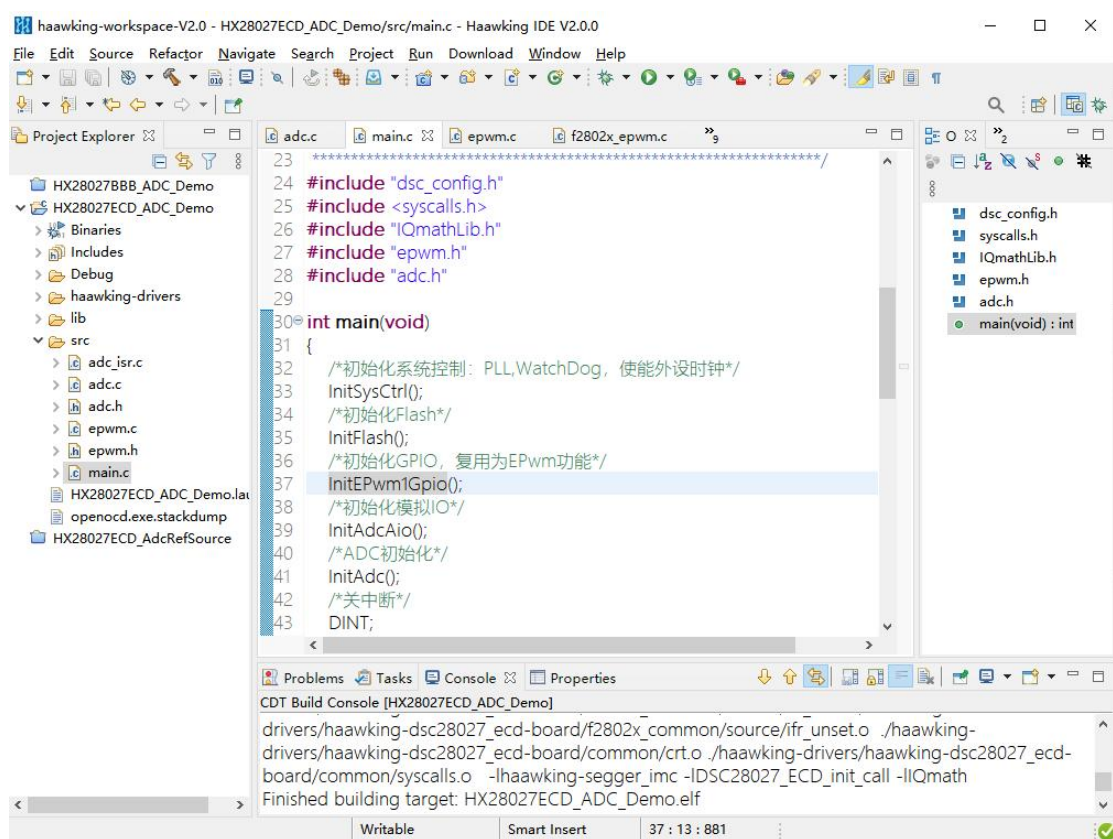 haawking-workspace-V2.0 - HX28027ECD_ADC_Demo/src/main.c - Haawking IDE V2.0.0
File Edit Source Refactor Navigate Search Project Run Download Window Help
Project Explorer
HX28027BBB_ADC_Demo
HX28027ECD_ADC_Demo
Binaries
Includes
Debug
haawking-drivers
lib
src
adc_isr.c
adc.c
adc.h
epwm.c
epwm.h
main.c
HX28027ECD_ADC_Demo.lau
openocd.exe.stackdump
HX28027ECD_AdcRefSource
adc.c main.c epwm.c f2802x_epwm.c »9
23 *******************************************************************/
24 #include "dsc_config.h"
25 #include <syscalls.h>
26 #include "IQmathLib.h"
27 #include "epwm.h"
28 #include "adc.h"
29
30 int main(void)
31 {
32 /*初始化系统控制：PLL,WatchDog，使能外设时钟*/
33 InitSysCtrl();
34 /*初始化Flash*/
35 InitFlash();
36 /*初始化GPIO，复用为EPwm功能*/
37 InitEPwm1Gpio();
38 /*初始化模拟IO*/
39 InitAdcAio();
40 /*ADC初始化*/
41 InitAdc();
42 /*关中断*/
43 DINT;
O »2
dsc_config.h
syscalls.h
IQmathLib.h
epwm.h
adc.h
main(void) : int
Problems Tasks Console Properties
CDT Build Console [HX28027ECD_ADC_Demo]
drivers/haawking-dsc28027_ecd-board/f2802x_common/source/ifr_unset.o ./haawking-
drivers/haawking-dsc28027_ecd-board/common/crt.o ./haawking-drivers/haawking-dsc28027_ecd-
board/common/syscalls.o -lhaawking-segger_imc -lDSC28027_ECD_init_call -lIQmath
Finished building target: HX28027ECD_ADC_Demo.elf
Writable Smart Insert 37 : 13 : 881